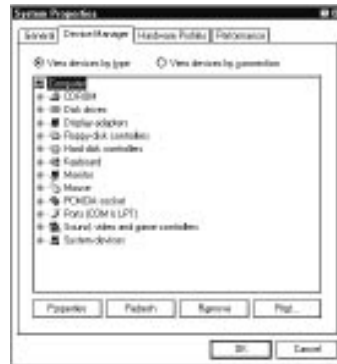 System Properties
General Device Manager Hardware Profiles Performance
View devices by type View devices by connection
Computer
CDROM
Disk drives
Display adapters
Floppy disk controllers
Hard disk controllers
Keyboard
Monitor
Mouse
PCMCIA socket
Ports (COM & LPT)
Sound, video and game controllers
System devices
Properties Refresh Remove Print...
OK Cancel